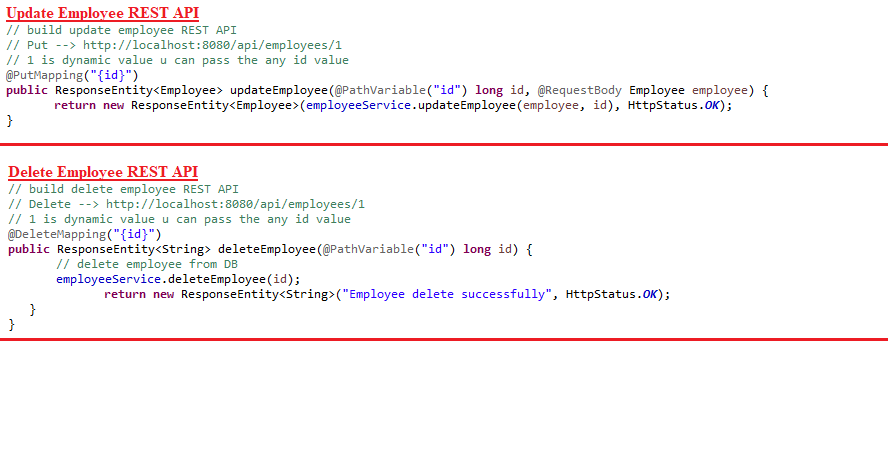 Update Employee REST API
// build update employee REST API
// Put --> http://localhost:8080/api/employees/1
// 1 is dynamic value u can pass the any id value
@PutMapping("{id}")
public ResponseEntity<Employee> updateEmployee(@PathVariable("id") long id, @RequestBody Employee employee) {
return new ResponseEntity<Employee>(employeeService.updateEmployee(employee, id), HttpStatus.OK);
}
Delete Employee REST API
// build delete employee REST API
// Delete --> http://localhost:8080/api/employees/1
// 1 is dynamic value u can pass the any id value
@DeleteMapping("{id}")
public ResponseEntity<String> deleteEmployee(@PathVariable("id") long id) {
// delete employee from DB
employeeService.deleteEmployee(id);
return new ResponseEntity<String>("Employee delete successfully", HttpStatus.OK);
}
}